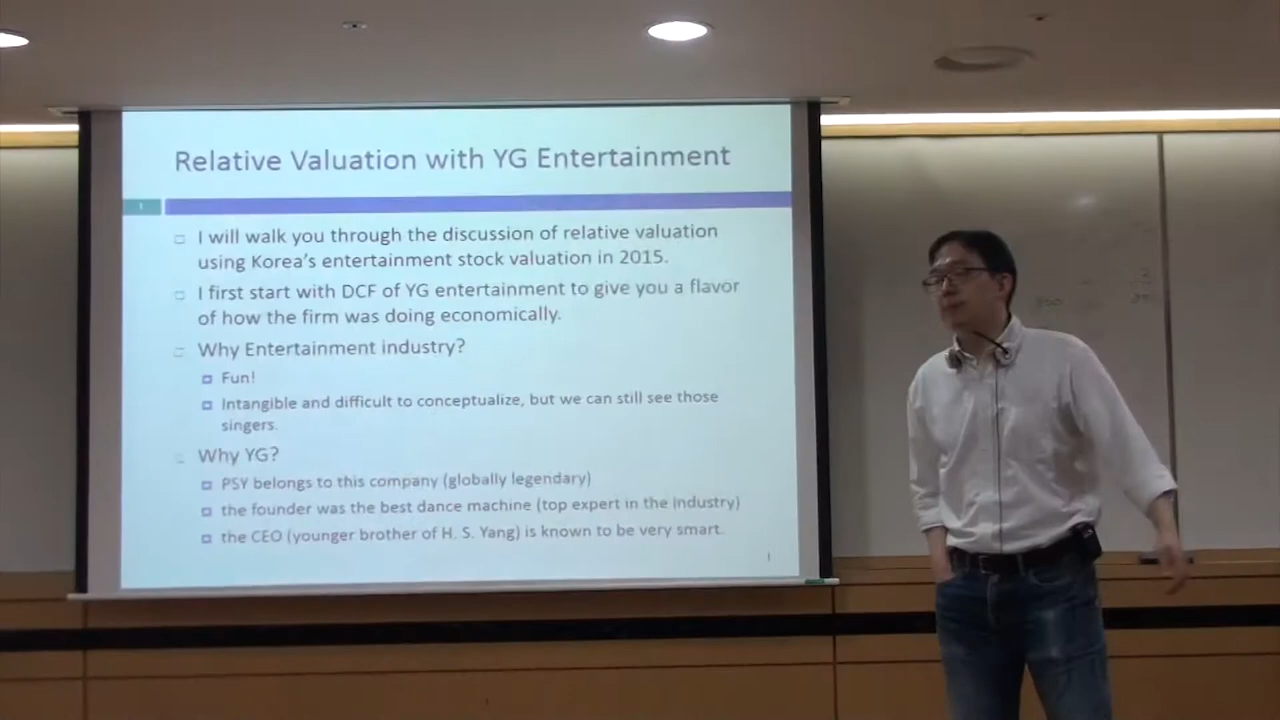 Relative Valuation with YG Entertainment
1
I will walk you through the discussion of relative valuation
using Korea's entertainment stock valuation in 2015.
I first start with DCF of YG entertainment to give you a flavor
of how the firm was doing economically.
Why Entertainment industry?
Fun!
Intangible and difficult to conceptualize, but we can still see those
singers.
Why YG?
PSY belongs to this company (globally legendary)
the founder was the best dance machine (top expert in the industry)
the CEO (younger brother of H. S. Yang) is known to be very smart.
1